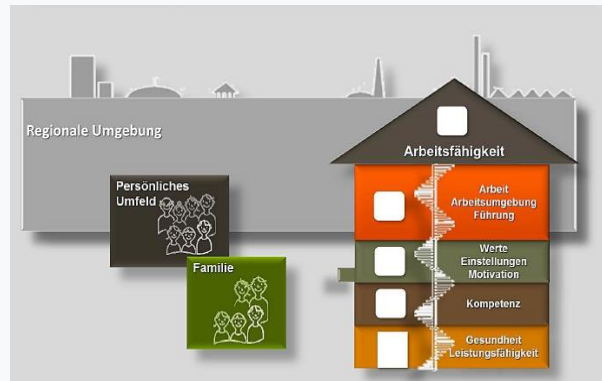 Regionale Umgebung
Persönliches
Umfeld
Familie
Arbeitsfähigkeit
Arbeit
Arbeitsumgebung
Führung
Werte
Einstellungen
Motivation
Kompetenz
Gesundheit
Leistungsfähigkeit